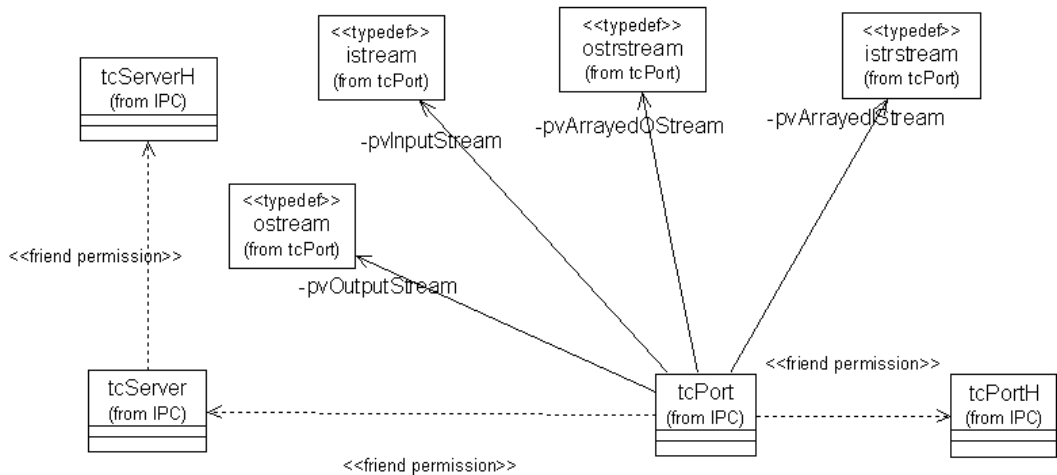 <<typedef>>
istream
(from tcPort)
<<typedef>>
ostrstream
(from tcPort)
<<typedef>>
istrstream
(from tcPort)
tcServerH
(from IPC)
-pvInputStream
-pvArrayedOStream
-pvArrayedIStream
<<typedef>>
ostream
(from tcPort)
<<friend permission>>
-pvOutputStream
<<friend permission>>
tcServer
(from IPC)
tcPort
(from IPC)
tcPortH
(from IPC)
<<friend permission>>